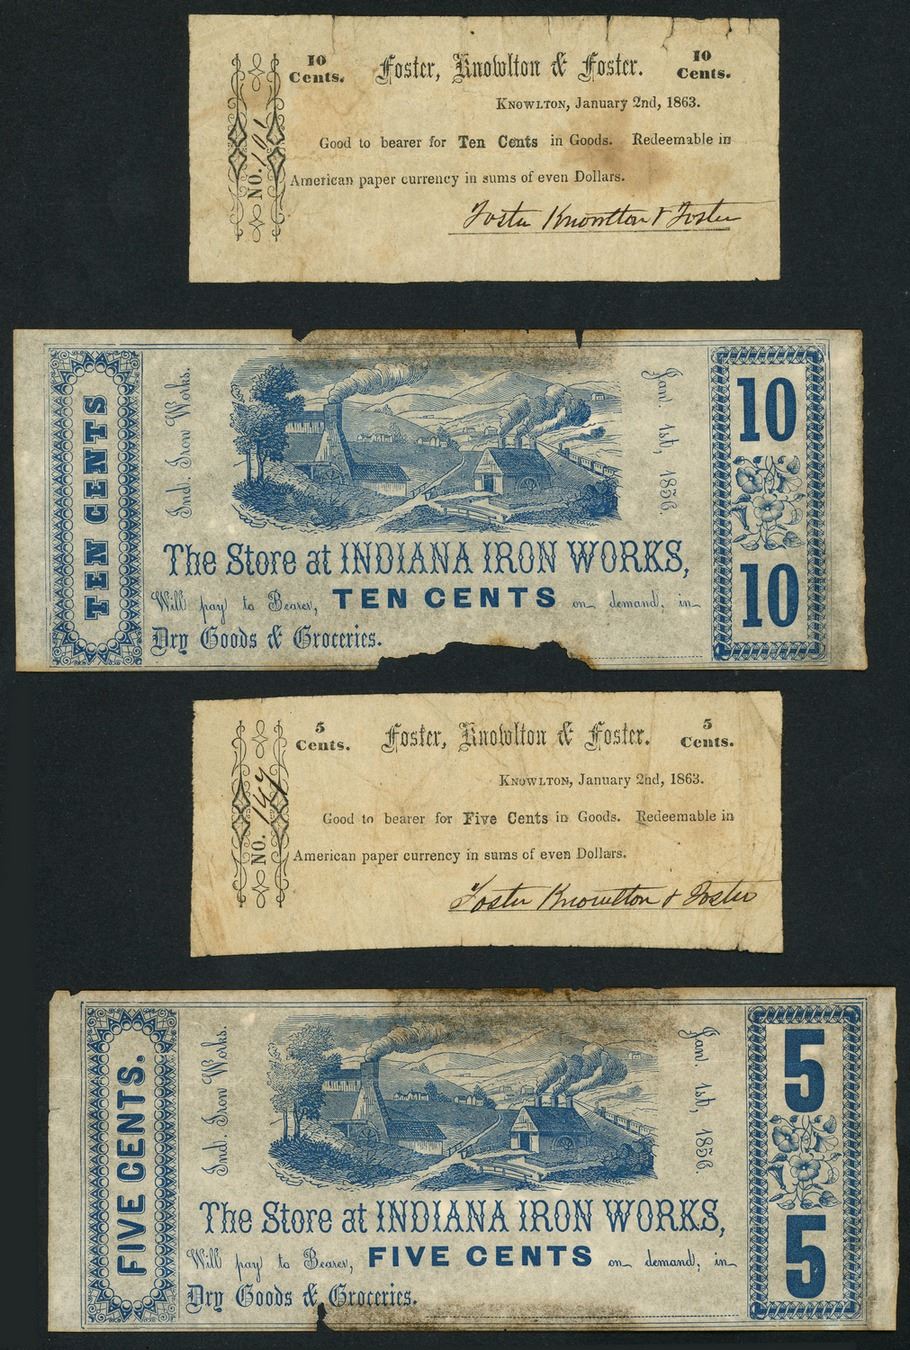 10 Cents. Foster, Knowlton & Foster. 10 Cents.
Knowlton, January 2nd, 1863.
Good to bearer for Ten Cents in Goods. Redeemable in
American paper currency in sums of even Dollars.
NO. 101
Foster Knowlton & Foster
TEN CENTS
Ind. Iron Works.
Jan. 1st, 1856.
10
10
The Store at INDIANA IRON WORKS,
Will pay to Bearer, TEN CENTS on demand, in
Dry Goods & Groceries.
5 Cents. Foster, Knowlton & Foster. 5 Cents.
Knowlton, January 2nd, 1863.
Good to bearer for Five Cents in Goods. Redeemable in
American paper currency in sums of even Dollars.
NO.
Foster Knowlton & Foster
FIVE CENTS.
Ind. Iron Works.
Jan. 1st, 1856.
5
5
The Store at INDIANA IRON WORKS,
Will pay to Bearer, FIVE CENTS on demand, in
Dry Goods & Groceries.